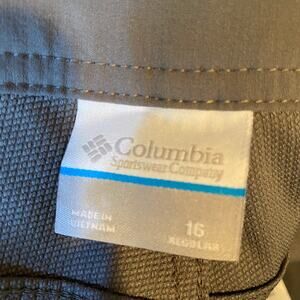 Columbia
Sportswear Company
MADE IN
VIETNAM
16
REGULAR